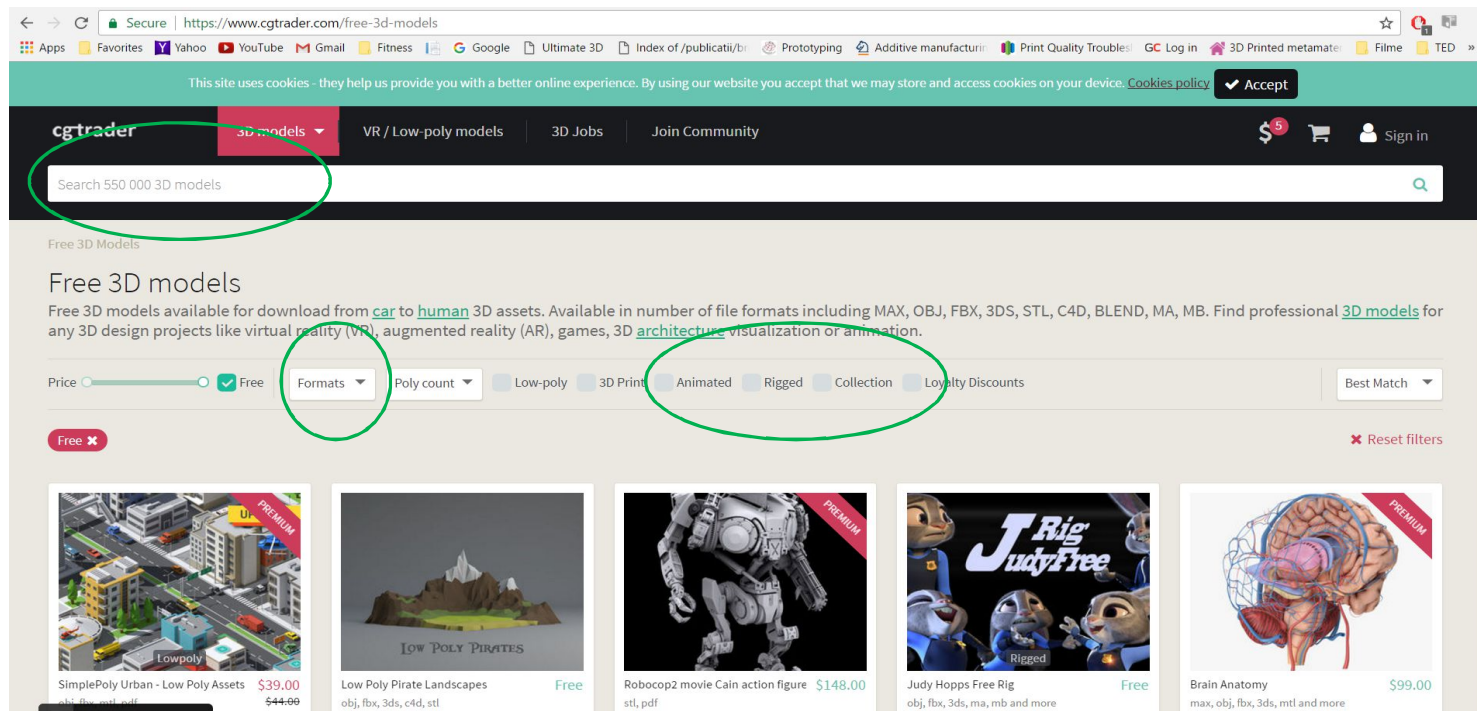 Secure | https://www.cgtrader.com/free-3d-models
Apps Favorites Yahoo YouTube Gmail Fitness Google Ultimate 3D Index of /publicatii/br Prototyping Additive manufacturin Print Quality Troubles GC Log in 3D Printed metamate Filme TED »
This site uses cookies - they help us provide you with a better online experience. By using our website you accept that we may store and access cookies on your device. Cookies policy Accept
cgtrader 3D models VR / Low-poly models 3D Jobs Join Community $ 5 Sign in
Search 550 000 3D models
Free 3D Models
Free 3D models
Free 3D models available for download from car to human 3D assets. Available in number of file formats including MAX, OBJ, FBX, 3DS, STL, C4D, BLEND, MA, MB. Find professional 3D models for
any 3D design projects like virtual reality (VR), augmented reality (AR), games, 3D architecture visualization or animation.
Price Free Formats Poly count Low-poly 3D Print Animated Rigged Collection Loyalty Discounts Best Match
Free ✖ ✖ Reset filters
PREMIUM
Lowpoly
LOW POLY PIRATES
PREMIUM
J Rig
JudyFree
Rigged
PREMIUM
SimplePoly Urban - Low Poly Assets $39.00 Low Poly Pirate Landscapes Free Robocop2 movie Cain action figure $148.00 Judy Hopps Free Rig Free Brain Anatomy $99.00
obj, fbx, mtl, pdf $44.00 obj, fbx, 3ds, c4d, stl stl, pdf obj, fbx, 3ds, ma, mb and more max, obj, fbx, 3ds, mtl and more